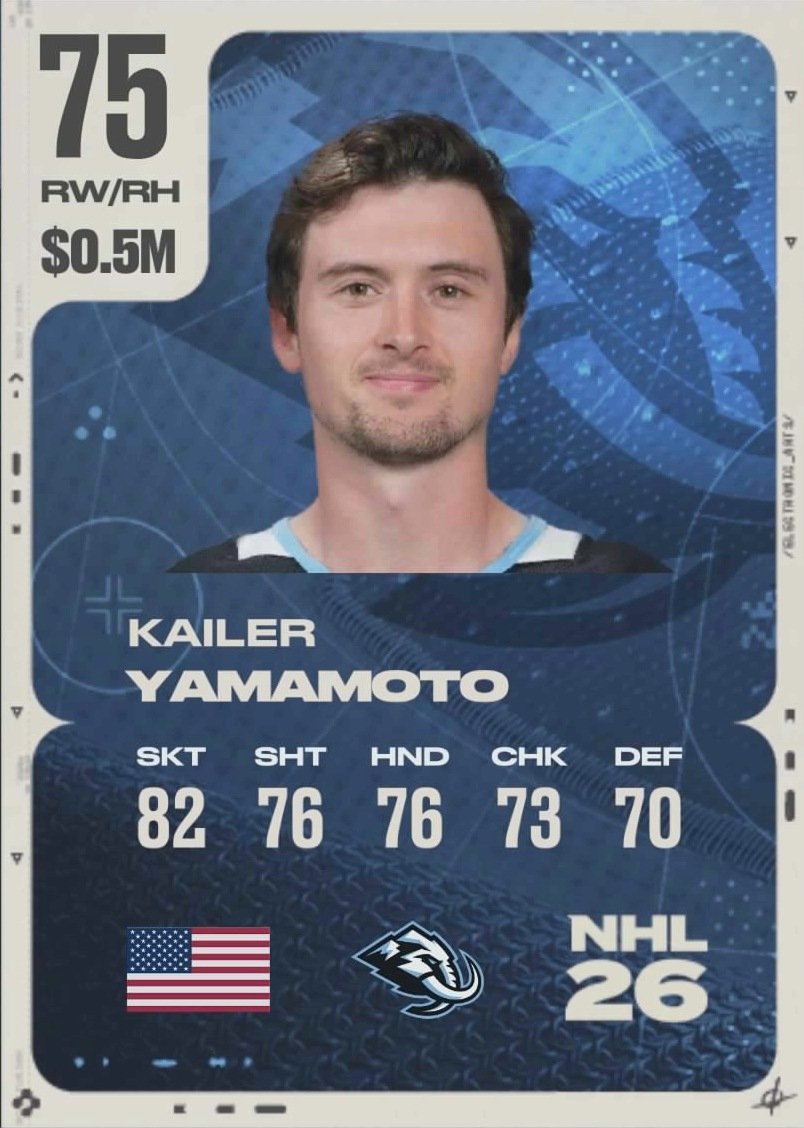 75
RW/RH
$0.5M
KAILER
YAMAMOTO
SKT SHT HND CHK DEF
82 76 76 73 70
NHL
26